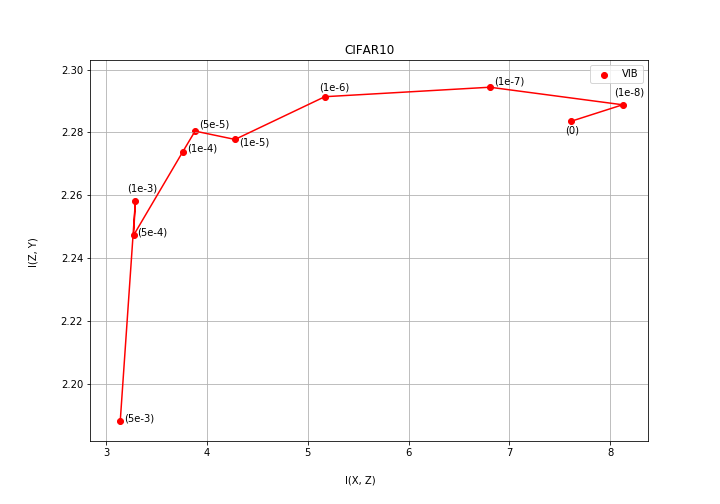 CIFAR10
VIB
2.30
2.28
2.26
2.24
2.22
2.20
I(Z, Y)
(5e-3)
(1e-3)
(5e-4)
(1e-4)
(5e-5)
(1e-5)
(1e-6)
(1e-7)
(1e-8)
(0)
3
4
5
6
7
8
I(X, Z)